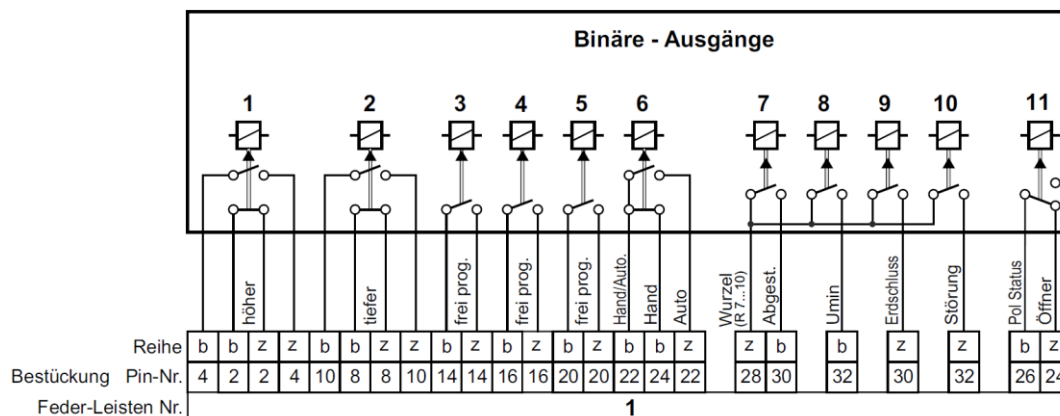 Binäre - Ausgänge
1 2 3 4 5 6 7 8 9 10 11
höher tiefer frei prog. frei prog. frei prog. Hand/Auto. Hand Auto Wurzel (R 7...10) Abgest. Umin Erdschluss Störung Pol Status Öffner
Reihe b b z z b b z z b z b z b z b b z z b b z z b z
Bestückung Pin-Nr. 4 2 2 4 10 8 8 10 14 14 16 16 20 20 22 24 22 28 30 32 30 32 26 24
Feder-Leisten Nr. 1